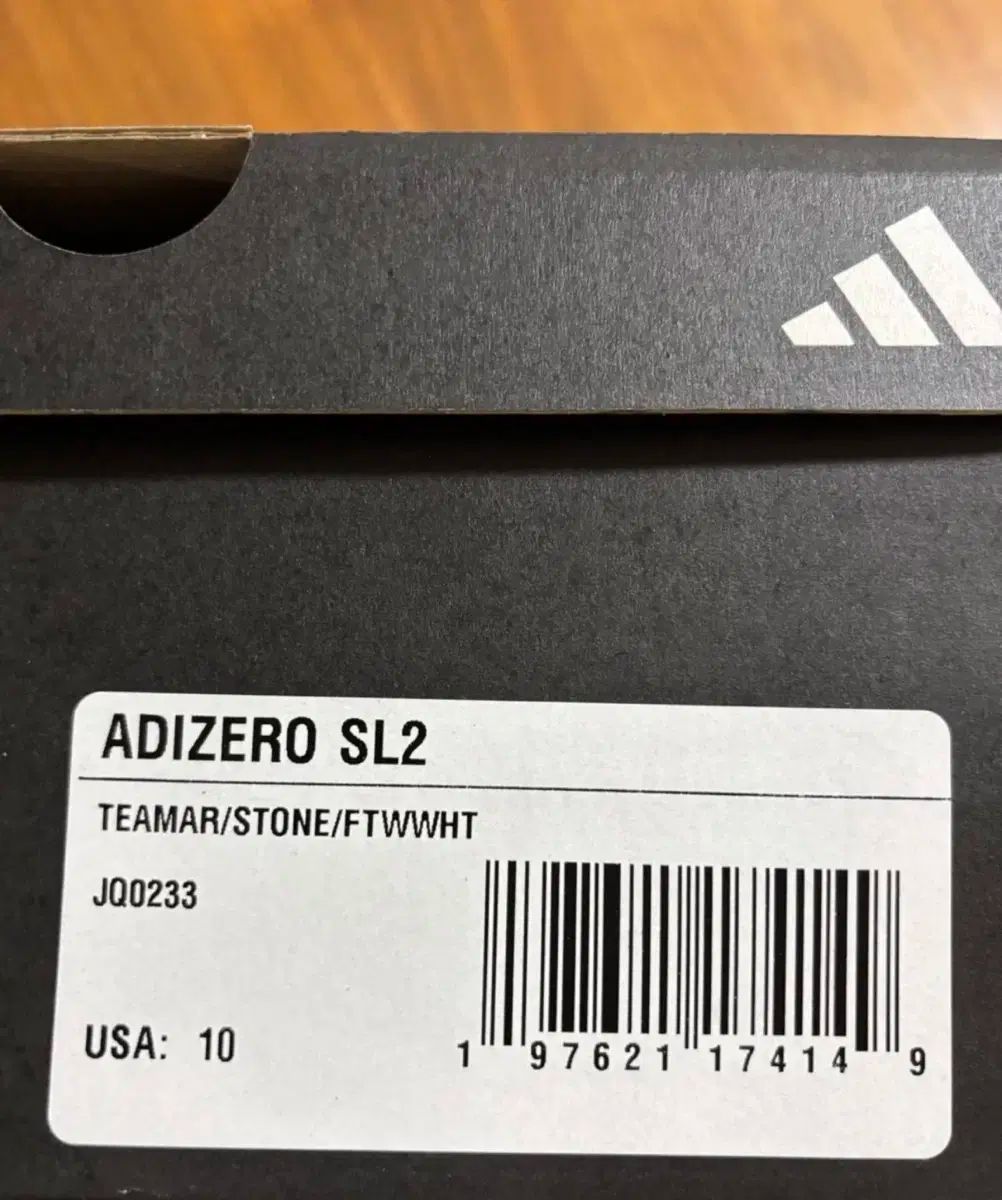 ADIZERO SL2
TEAMAR/STONE/FTWWHT
JQ0233
USA: 10
1 97621 17414 9